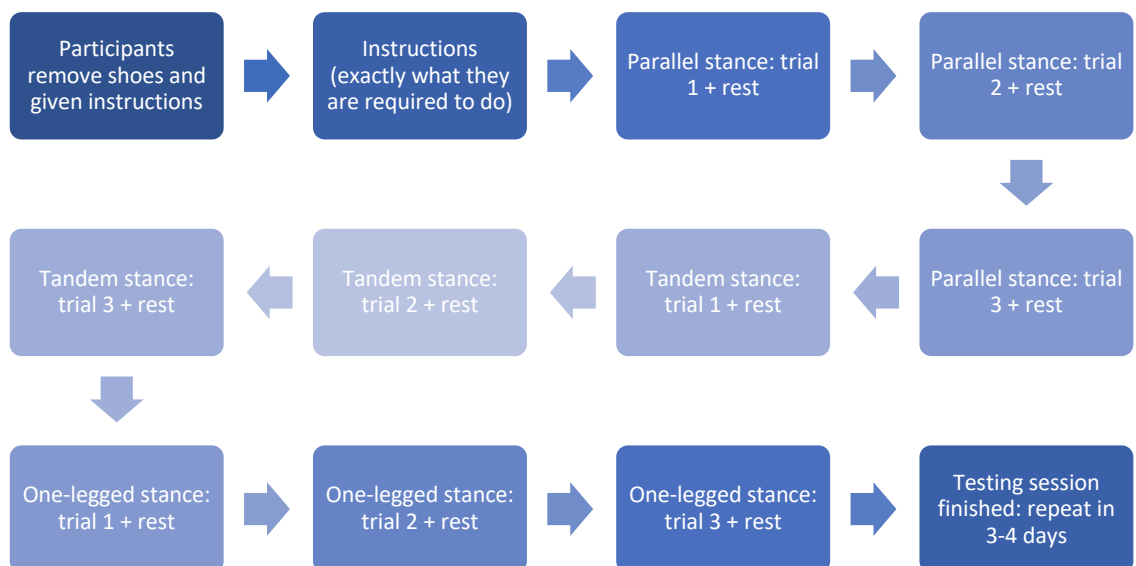 Participants
remove shoes and
given instructions
Instructions
(exactly what they
are required to do)
Parallel stance: trial
1 + rest
Parallel stance: trial
2 + rest
Parallel stance: trial
3 + rest
Tandem stance:
trial 1 + rest
Tandem stance:
trial 2 + rest
Tandem stance:
trial 3 + rest
One-legged stance:
trial 1 + rest
One-legged stance:
trial 2 + rest
One-legged stance:
trial 3 + rest
Testing session
finished: repeat in
3-4 days